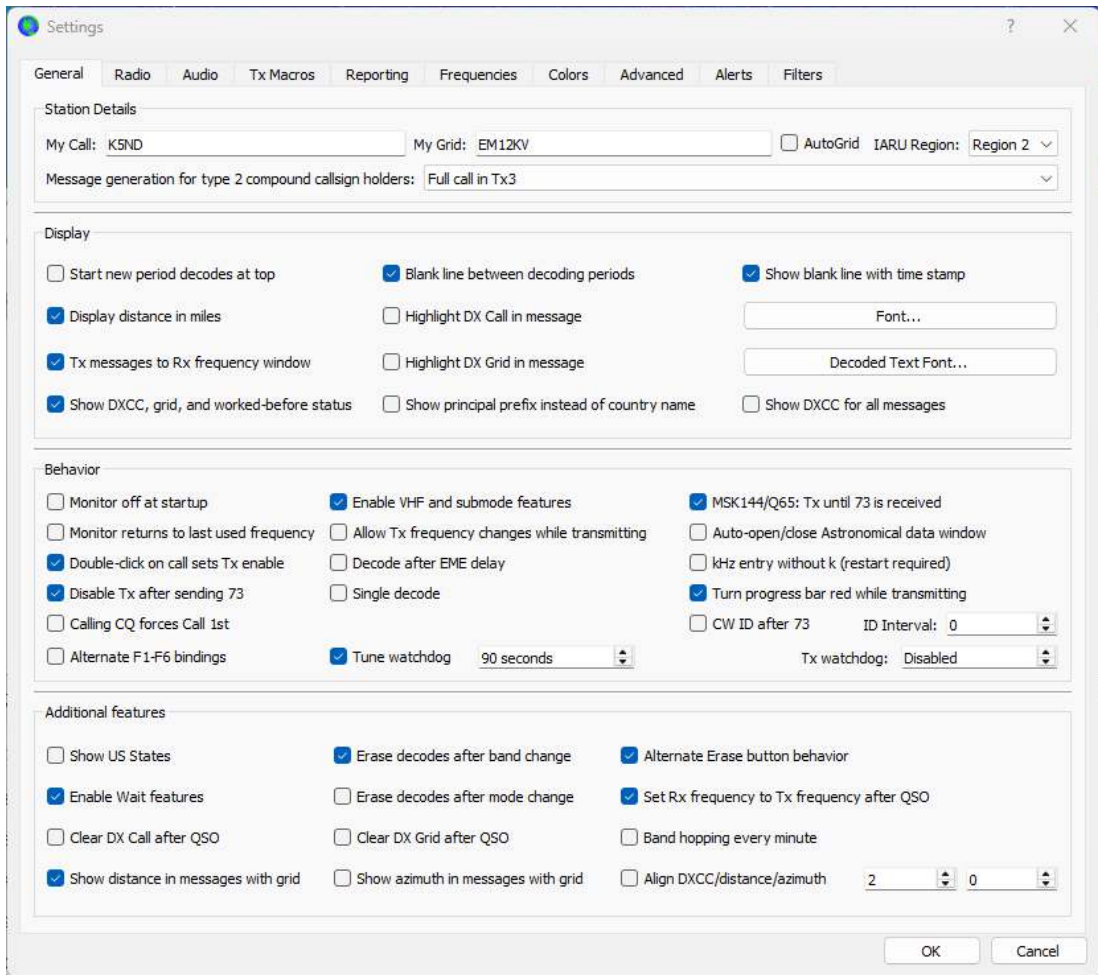 Settings
?
General Radio Audio Tx Macros Reporting Frequencies Colors Advanced Alerts Filters
Station Details
My Call: K5ND My Grid: EM12KV AutoGrid IARU Region: Region 2
Message generation for type 2 compound callsign holders: Full call in Tx3
Display
Start new period decodes at top Blank line between decoding periods Show blank line with time stamp
Display distance in miles Highlight DX Call in message Font...
Tx messages to Rx frequency window Highlight DX Grid in message Decoded Text Font...
Show DXCC, grid, and worked-before status Show principal prefix instead of country name Show DXCC for all messages
Behavior
Monitor off at startup Enable VHF and submode features MSK144/Q65: Tx until 73 is received
Monitor returns to last used frequency Allow Tx frequency changes while transmitting Auto-open/close Astronomical data window
Double-click on call sets Tx enable Decode after EME delay kHz entry without k (restart required)
Disable Tx after sending 73 Single decode Turn progress bar red while transmitting
Calling CQ forces Call 1st CW ID after 73 ID Interval: 0
Alternate F1-F6 bindings Tune watchdog 90 seconds Tx watchdog: Disabled
Additional features
Show US States Erase decodes after band change Alternate Erase button behavior
Enable Wait features Erase decodes after mode change Set Rx frequency to Tx frequency after QSO
Clear DX Call after QSO Clear DX Grid after QSO Band hopping every minute
Show distance in messages with grid Show azimuth in messages with grid Align DXCC/distance/azimuth 2 0
OK Cancel